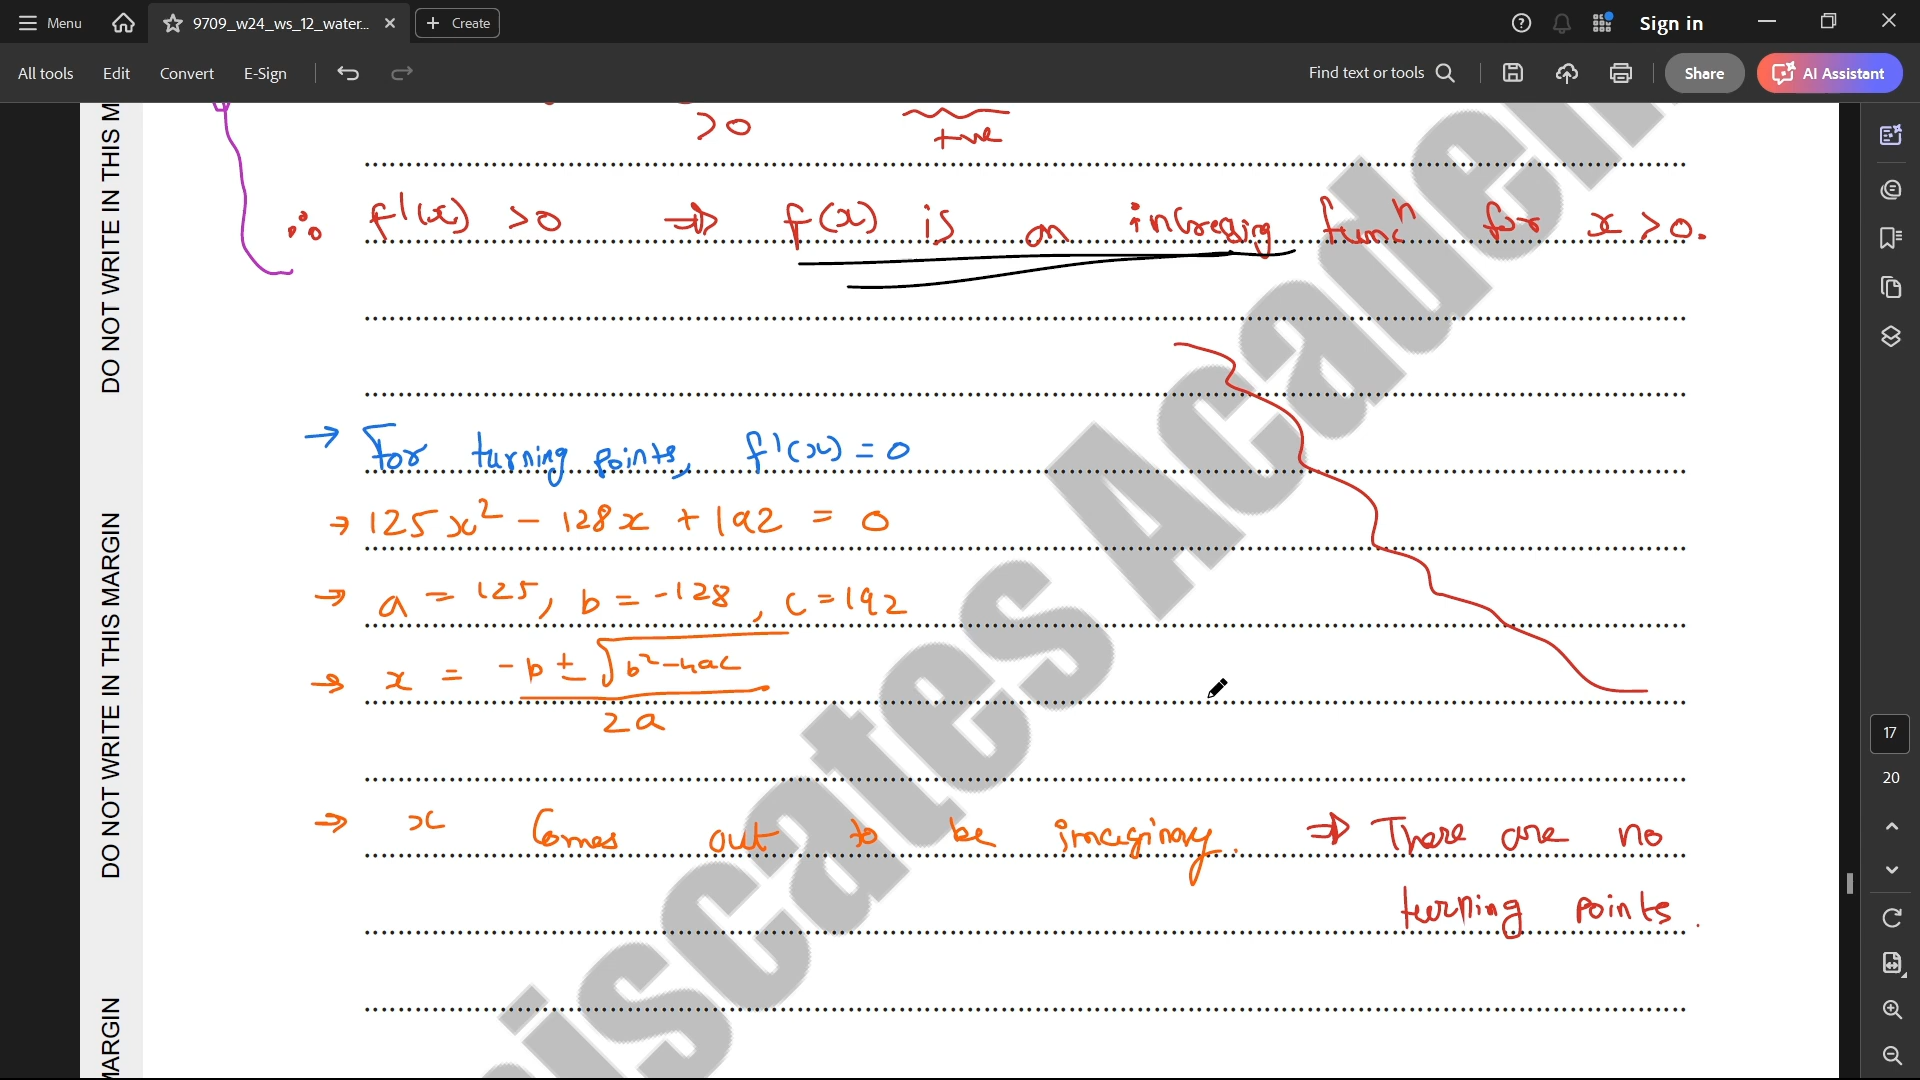 Menu
9709_w24_ws_12_water...
Create
Sign in
All tools
Edit
Convert
E-Sign
Find text or tools
Share
AI Assistant
DO NOT WRITE IN THIS M
DO NOT WRITE IN THIS MARGIN
MARGIN
>0
+ve
∴ f'(x) >0 ⇒ f(x) is an increasing funcⁿ for x>0.
→ For turning points, f'(x)=0
→ 125x² - 128x + 192 = 0
→ a = 125, b = -128, c = 192
→ x = -b ± √b²-4ac
2a
⇒ x Comes out to be imaginary. ⇒ There are no
turning points.
iscates Academ
17
20